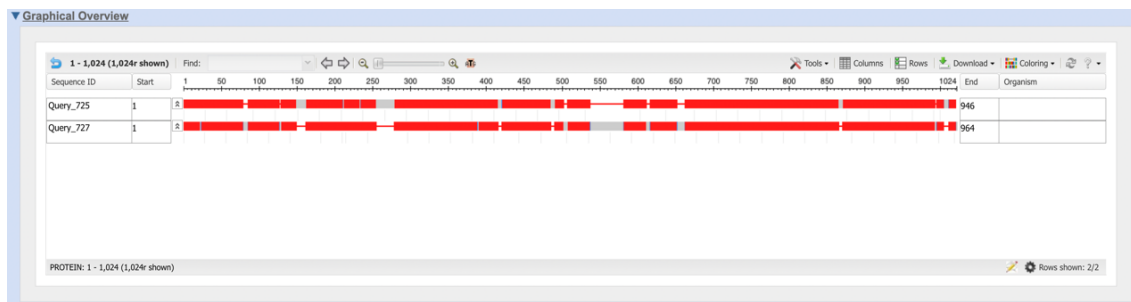 Graphical Overview
1 - 1,024 (1,024r shown) Find: Tools Columns Rows Download Coloring ?
Sequence ID Start 1 50 100 150 200 250 300 350 400 450 500 550 600 650 700 750 800 850 900 950 1024 End Organism
Query_725 1 946
Query_727 1 964
PROTEIN: 1 - 1,024 (1,024r shown) Rows shown: 2/2